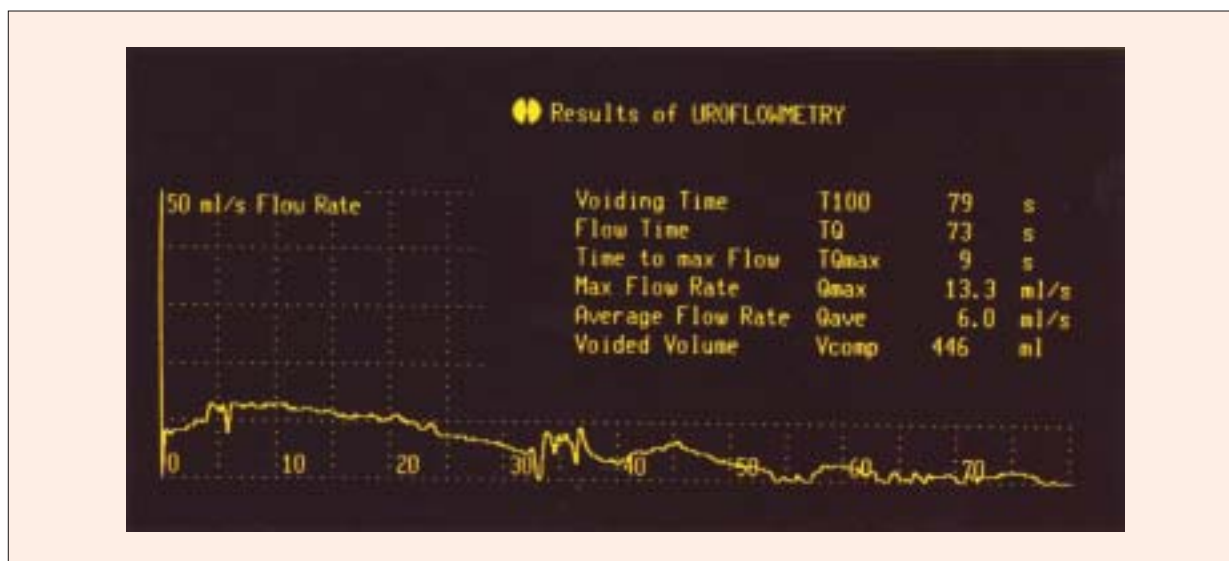 Results of UROFLOWMETRY
50 ml/s Flow Rate
Voiding Time T100 79 s
Flow Time TQ 73 s
Time to max Flow TQmax 9 s
Max Flow Rate Qmax 13.3 ml/s
Average Flow Rate Qave 6.0 ml/s
Voided Volume Vcomp 446 ml
0 10 20 30 40 50 60 70